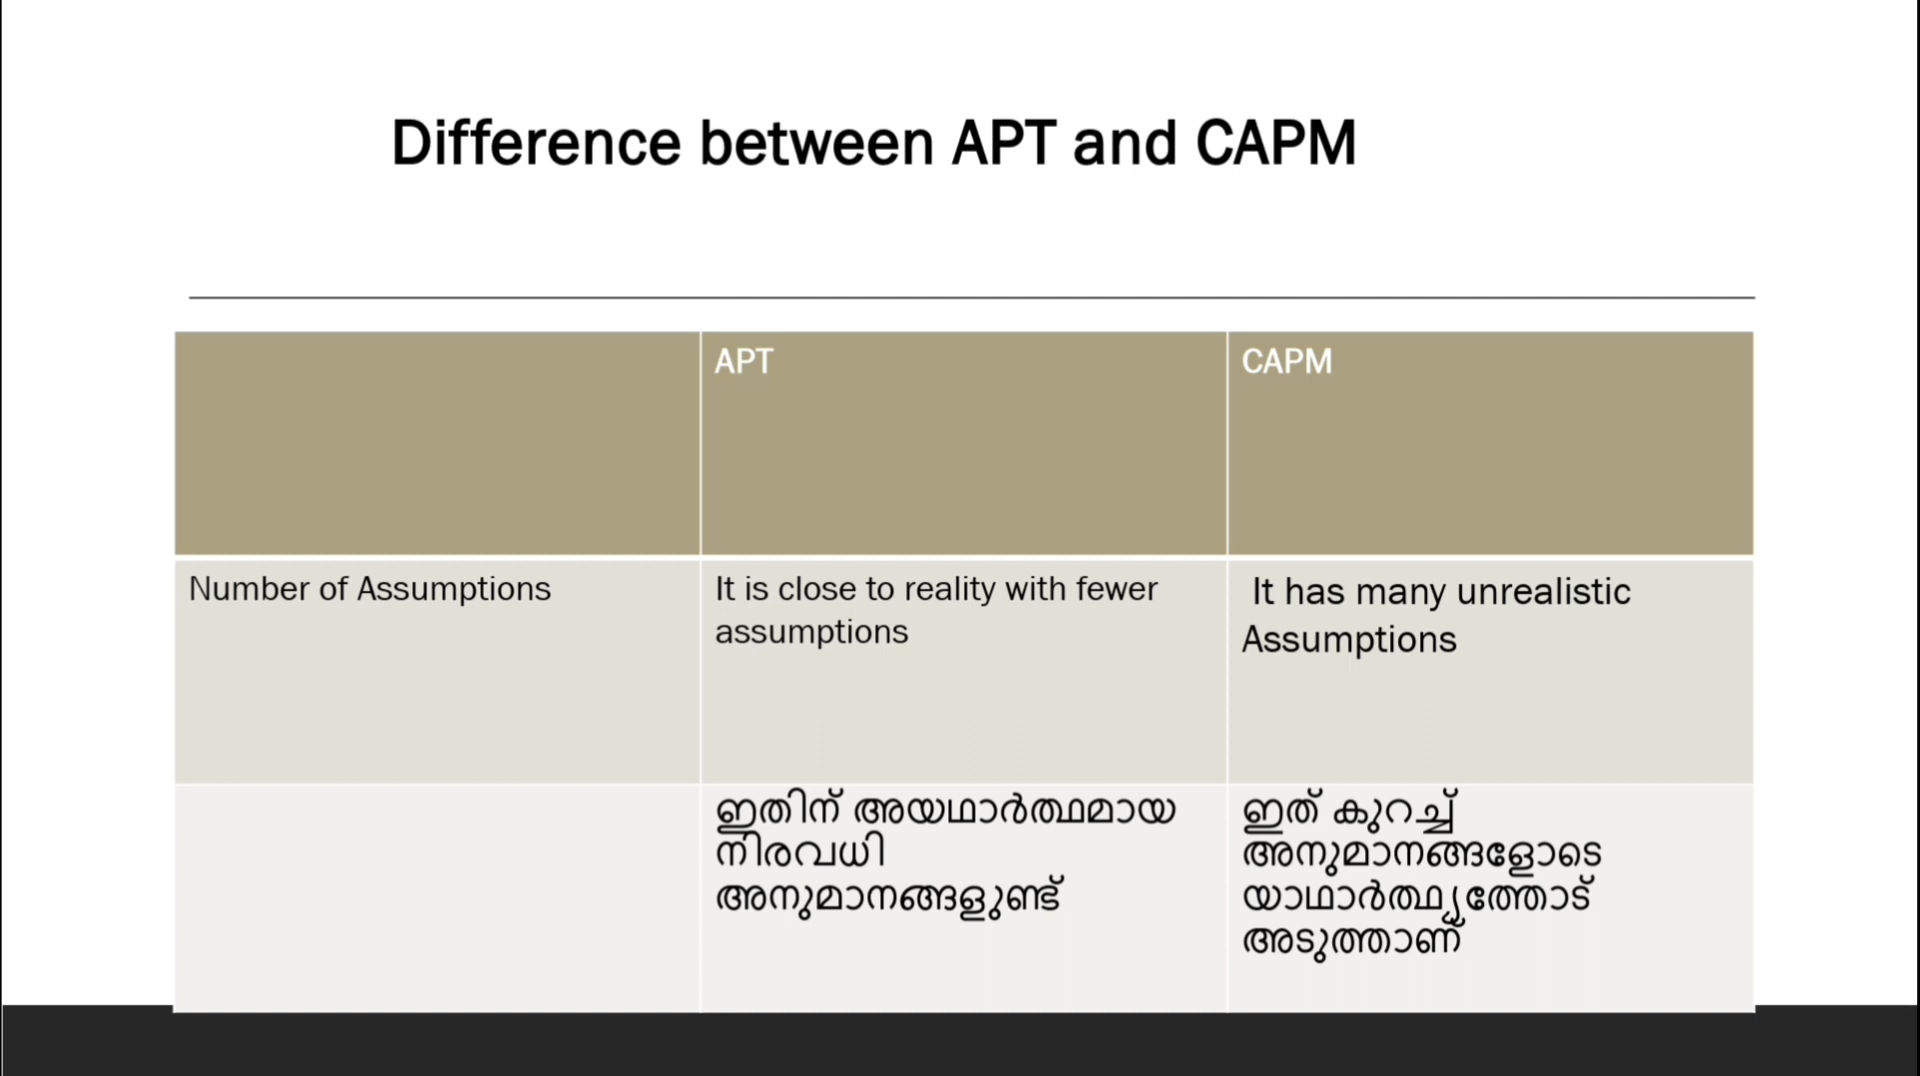 Difference between APT and CAPM
APT
CAPM
Number of Assumptions
It is close to reality with fewer
assumptions
It has many unrealistic
Assumptions
ഇതിന് അയഥാർത്ഥമായ
നിരവധി
അനുമാനങ്ങളുണ്ട്
ഇത് കുറച്ച്
അനുമാനങ്ങളോടെ
യാഥാർത്ഥ്യത്തോട്
അടുത്താണ്